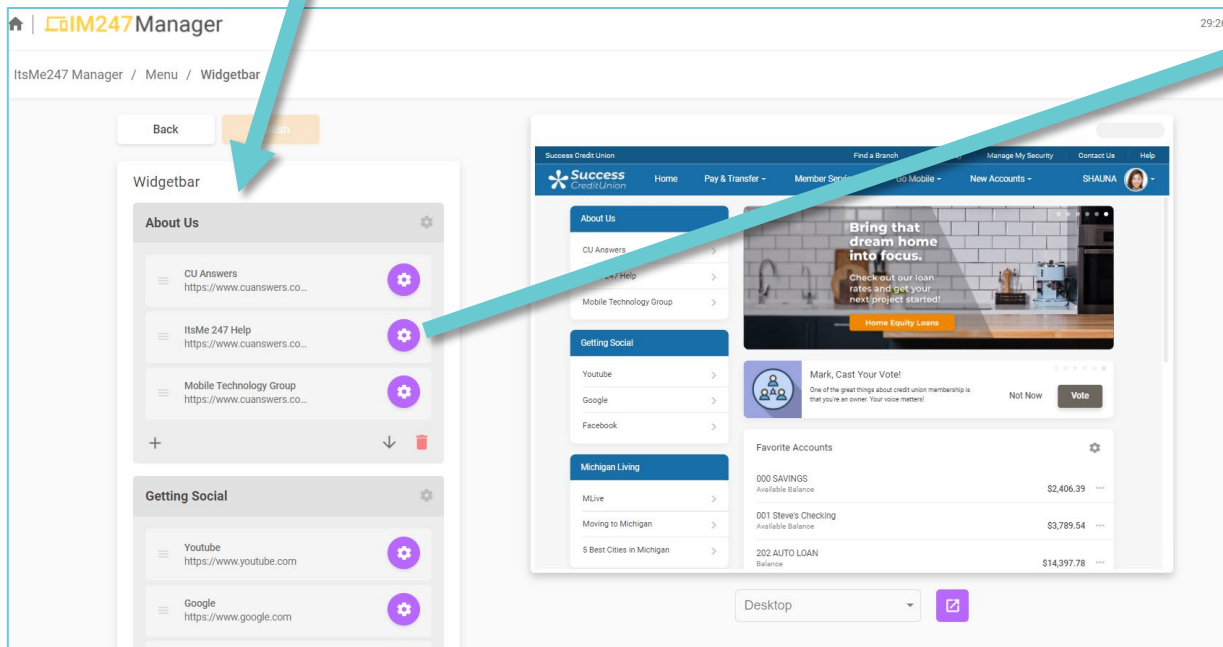 IM247Manager
29:26
ItsMe247 Manager / Menu / Widgetbar
Back
Widgetbar
About Us
CU Answers
https://www.cuanswers.co...
ItsMe 247 Help
https://www.cuanswers.co...
Mobile Technology Group
https://www.cuanswers.co...
Getting Social
Youtube
https://www.youtube.com
Google
https://www.google.com
Success Credit Union
Find a Branch
Manage My Security
Contact Us
Help
Success
CreditUnion
Home
Pay & Transfer
Member
Go Mobile
New Accounts
SHAUNA
About Us
CU Answers
Help
Mobile Technology Group
Getting Social
Youtube
Google
Facebook
Michigan Living
MLive
Moving to Michigan
5 Best Cities in Michigan
Bring that
dream home
into focus.
Check out our loan
rates and get your
next project started!
Home Equity Loans
Mark, Cast Your Vote!
One of the great things about credit union membership is
that you're an owner. Your voice matters!
Not Now
Vote
Favorite Accounts
000 SAVINGS
Available Balance
$2,406.39
001 Steve's Checking
Available Balance
$3,789.54
202 AUTO LOAN
Balance
$14,397.78
Desktop